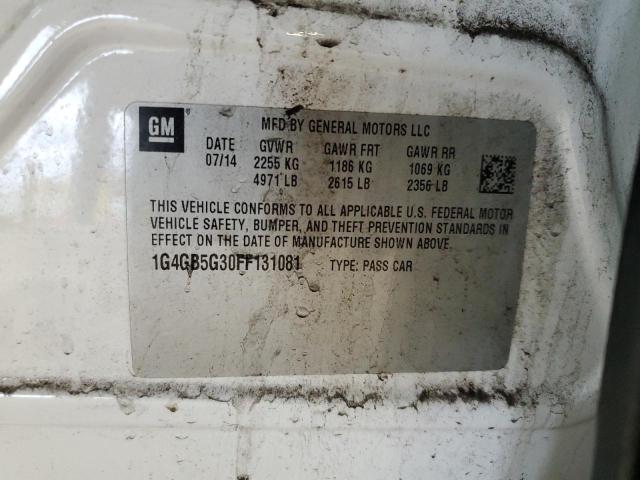 GM
MFD BY GENERAL MOTORS LLC
DATE GVWR GAWR FRT GAWR RR
07/14 2255 KG 1186 KG 1069 KG
4971 LB 2615 LB 2356 LB
THIS VEHICLE CONFORMS TO ALL APPLICABLE U.S. FEDERAL MOTOR
VEHICLE SAFETY, BUMPER, AND THEFT PREVENTION STANDARDS IN
EFFECT ON THE DATE OF MANUFACTURE SHOWN ABOVE.
1G4GB5G30FF131081 TYPE: PASS CAR